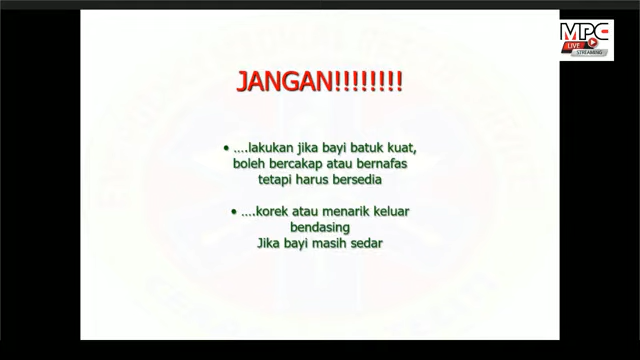 MPC
LIVE
STREAMING
JANGAN!!!!!!!!
• ....lakukan jika bayi batuk kuat,
boleh bercakap atau bernafas
tetapi harus bersedia
• ....korek atau menarik keluar
bendasing
Jika bayi masih sedar